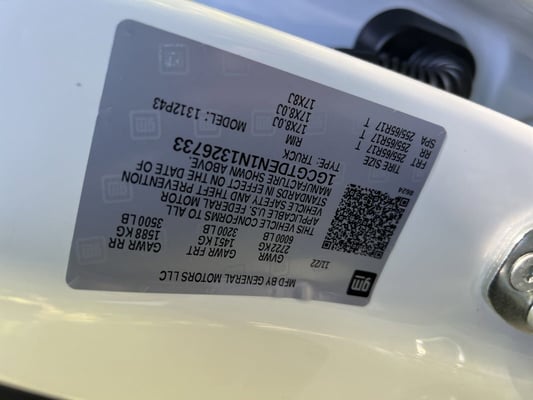 gm
MFD BY GENERAL MOTORS LLC
11/22
GVWR GAWR FRT GAWR RR
2722 KG 1451 KG 1588 KG
6000 LB 3200 LB 3500 LB
THIS VEHICLE CONFORMS TO ALL
APPLICABLE U.S. FEDERAL MOTOR
VEHICLE SAFETY AND THEFT PREVENTION
STANDARDS IN EFFECT ON THE DATE OF
MANUFACTURE SHOWN ABOVE.
1GCGTDEN1N1326733
TYPE: TRUCK MODEL: 1312P43
TIRE SIZE RIM
FRT 255/65R17 T 17X8J
RR 255/65R17 T 17X8.0J
SPA 255/65R17 T 17X8.0J